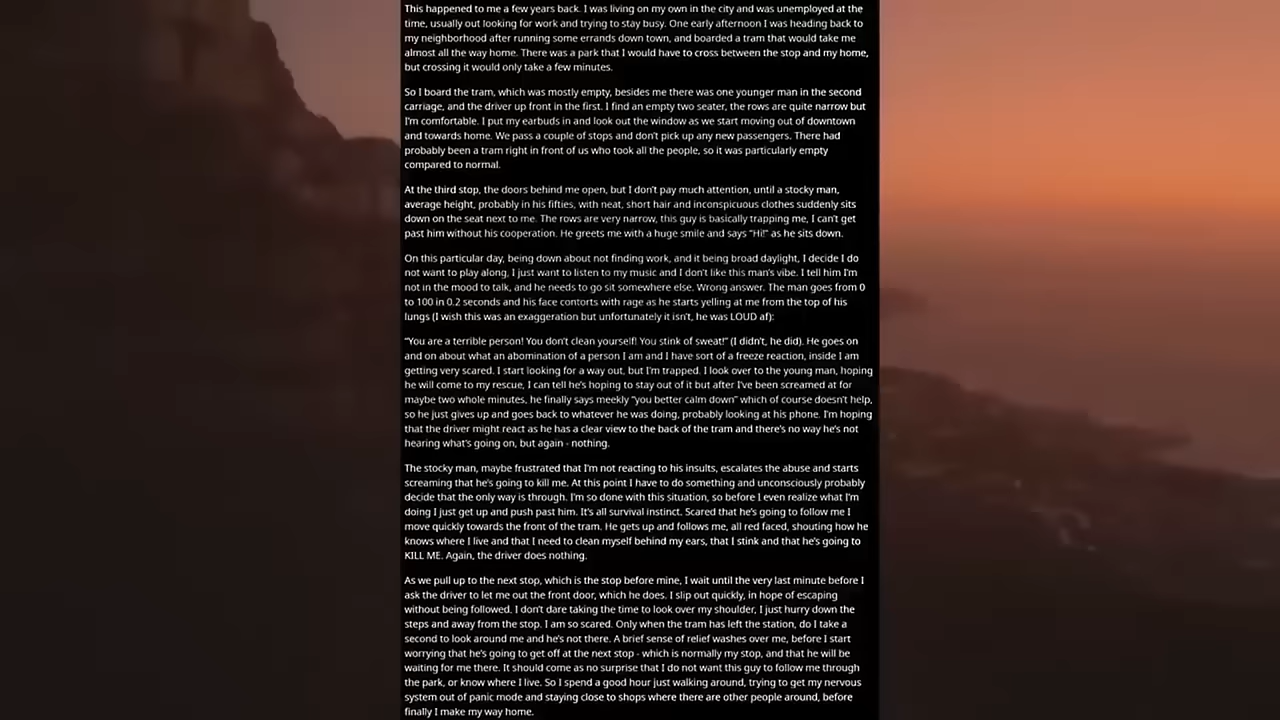 This happened to me a few years back. I was living on my own in the city and was unemployed at the
time, usually out looking for work and trying to stay busy. One early afternoon I was heading back to
my neighborhood after running some errands down town, and boarded a tram that would take me
almost all the way home. There was a park that I would have to cross between the stop and my home,
but crossing it would only take a few minutes.
So I board the tram, which was mostly empty, besides me there was one younger man in the second
carriage, and the driver up front in the first. I find an empty two seater, the rows are quite narrow but
I'm comfortable. I put my earbuds in and look out the window as we start moving out of downtown
and towards home. We pass a couple of stops and don't pick up any new passengers. There had
probably been a tram right in front of us who took all the people, so it was particularly empty
compared to normal.
At the third stop, the doors behind me open, but I don't pay much attention, until a stocky man,
average height, probably in his fifties, with neat, short hair and inconspicuous clothes suddenly sits
down on the seat next to me. The rows are very narrow, this guy is basically trapping me, I can't get
past him without his cooperation. He greets me with a huge smile and says "Hi!" as he sits down.
On this particular day, being down about not finding work, and it being broad daylight, I decide I do
not want to play along, I just want to listen to my music and I don't like this man's vibe. I tell him I'm
not in the mood to talk, and he needs to go sit somewhere else. Wrong answer. The man goes from 0
to 100 in 0.2 seconds and his face contorts with rage as he starts yelling at me from the top of his
lungs (I wish this was an exaggeration but unfortunately it isn't, he was LOUD af):
"You are a terrible person! You don't clean yourself! You stink of sweat!" (I didn't, he did). He goes on
and on about what an abomination of a person I am and I have sort of a freeze reaction, inside I am
getting very scared. I start looking for a way out, but I'm trapped. I look over to the young man, hoping
he will come to my rescue, I can tell he's hoping to stay out of it but after I've been screamed at for
maybe two whole minutes, he finally says meekly "you better calm down" which of course doesn't help,
so he just gives up and goes back to whatever he was doing, probably looking at his phone. I'm hoping
that the driver might react as he has a clear view to the back of the tram and there's no way he's not
hearing what's going on, but again - nothing.
The stocky man, maybe frustrated that I'm not reacting to his insults, escalates the abuse and starts
screaming that he's going to kill me. At this point I have to do something and unconsciously probably
decide that the only way is through. I'm so done with this situation, so before I even realize what I'm
doing I just get up and push past him. It's all survival instinct. Scared that he's going to follow me I
move quickly towards the front of the tram. He gets up and follows me, all red faced, shouting how he
knows where I live and that I need to clean myself behind my ears, that I stink and that he's going to
KILL ME. Again, the driver does nothing.
As we pull up to the next stop, which is the stop before mine, I wait until the very last minute before I
ask the driver to let me out the front door, which he does. I slip out quickly, in hope of escaping
without being followed. I don't dare taking the time to look over my shoulder, I just hurry down the
steps and away from the stop. I am so scared. Only when the tram has left the station, do I take a
second to look around me and he's not there. A brief sense of relief washes over me, before I start
worrying that he's going to get off at the next stop - which is normally my stop, and that he will be
waiting for me there. It should come as no surprise that I do not want this guy to follow me through
the park, or know where I live. So I spend a good hour just walking around, trying to get my nervous
system out of panic mode and staying close to shops where there are other people around, before
finally I make my way home.